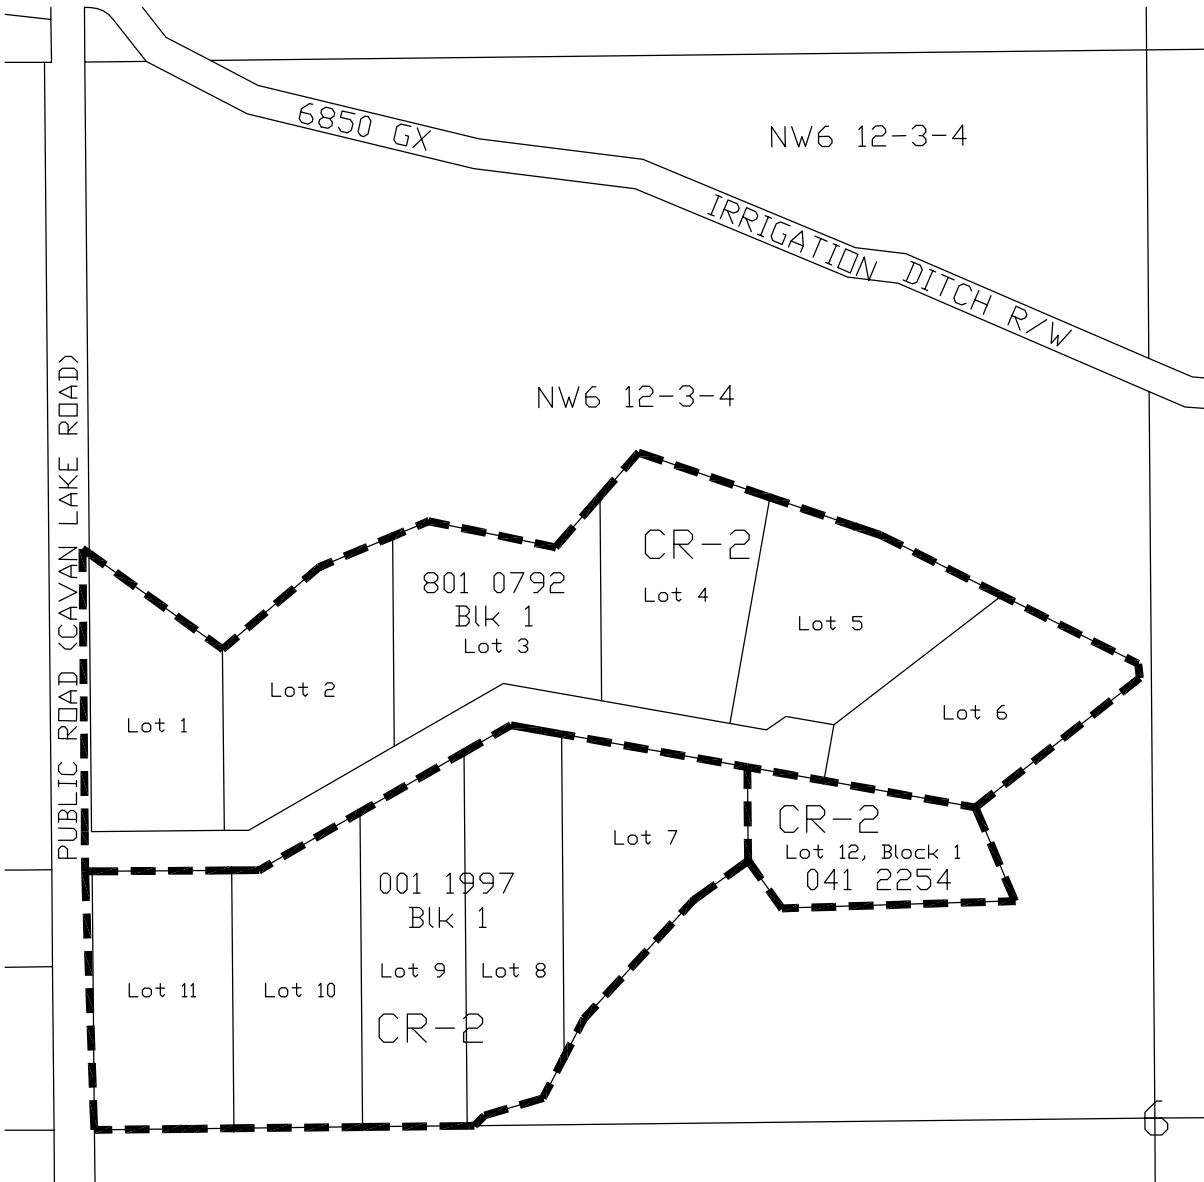 6850 GX
NW6 12-3-4
IRRIGATION DITCH R/W
NW6 12-3-4
PUBLIC ROAD (CAVAN LAKE ROAD)
CR-2
801 0792
Blk 1
Lot 3
Lot 4
Lot 5
Lot 2
Lot 1
Lot 6
CR-2
Lot 7
Lot 12, Block 1
041 2254
001 1997
Blk 1
Lot 9
Lot 8
Lot 11
Lot 10
CR-2
6